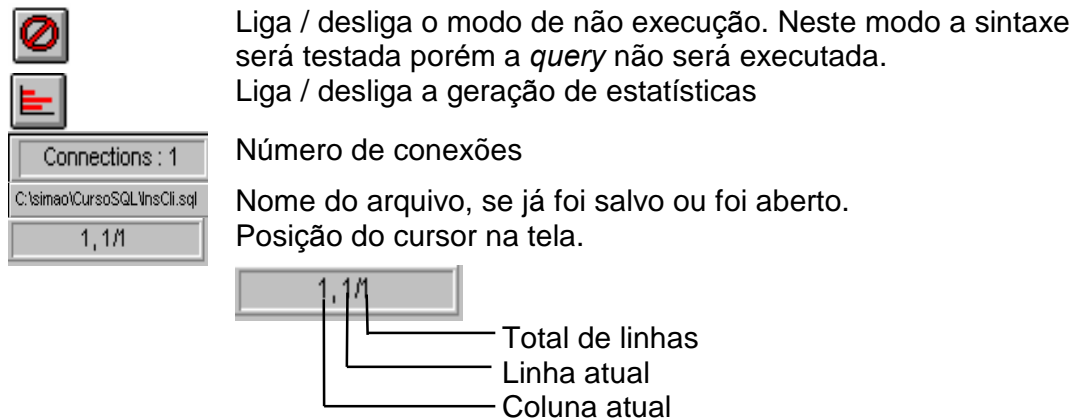 Liga / desliga o modo de não execução. Neste modo a sintaxe
será testada porém a query não será executada.
Liga / desliga a geração de estatísticas
Connections : 1
Número de conexões
C:\simao\CursoSQL\InsCli.sql
Nome do arquivo, se já foi salvo ou foi aberto.
1, 1/1
Posição do cursor na tela.
1, 1/1
Total de linhas
Linha atual
Coluna atual